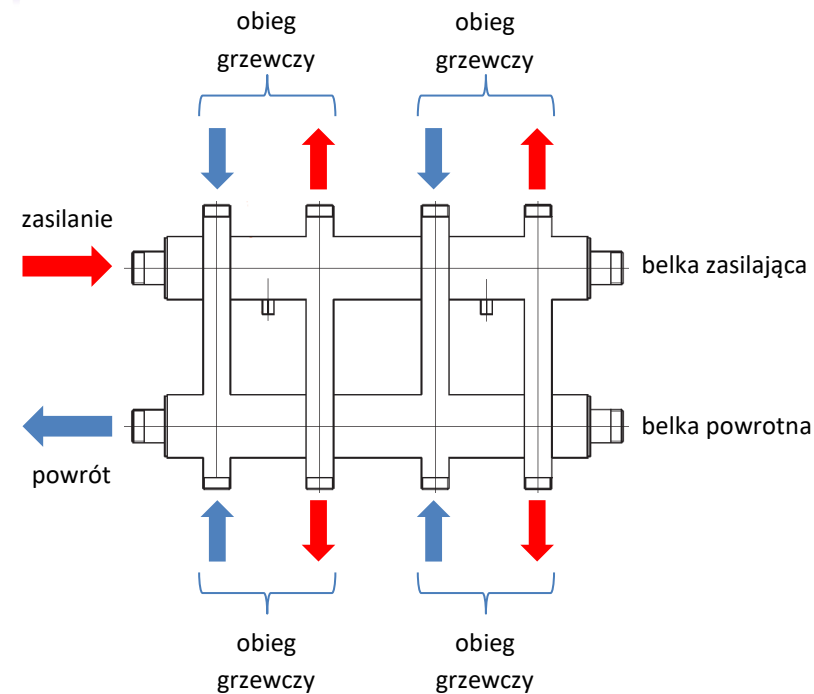 obieg
grzewczy
obieg
grzewczy
zasilanie
belka zasilająca
belka powrotna
powrót
obieg
grzewczy
obieg
grzewczy